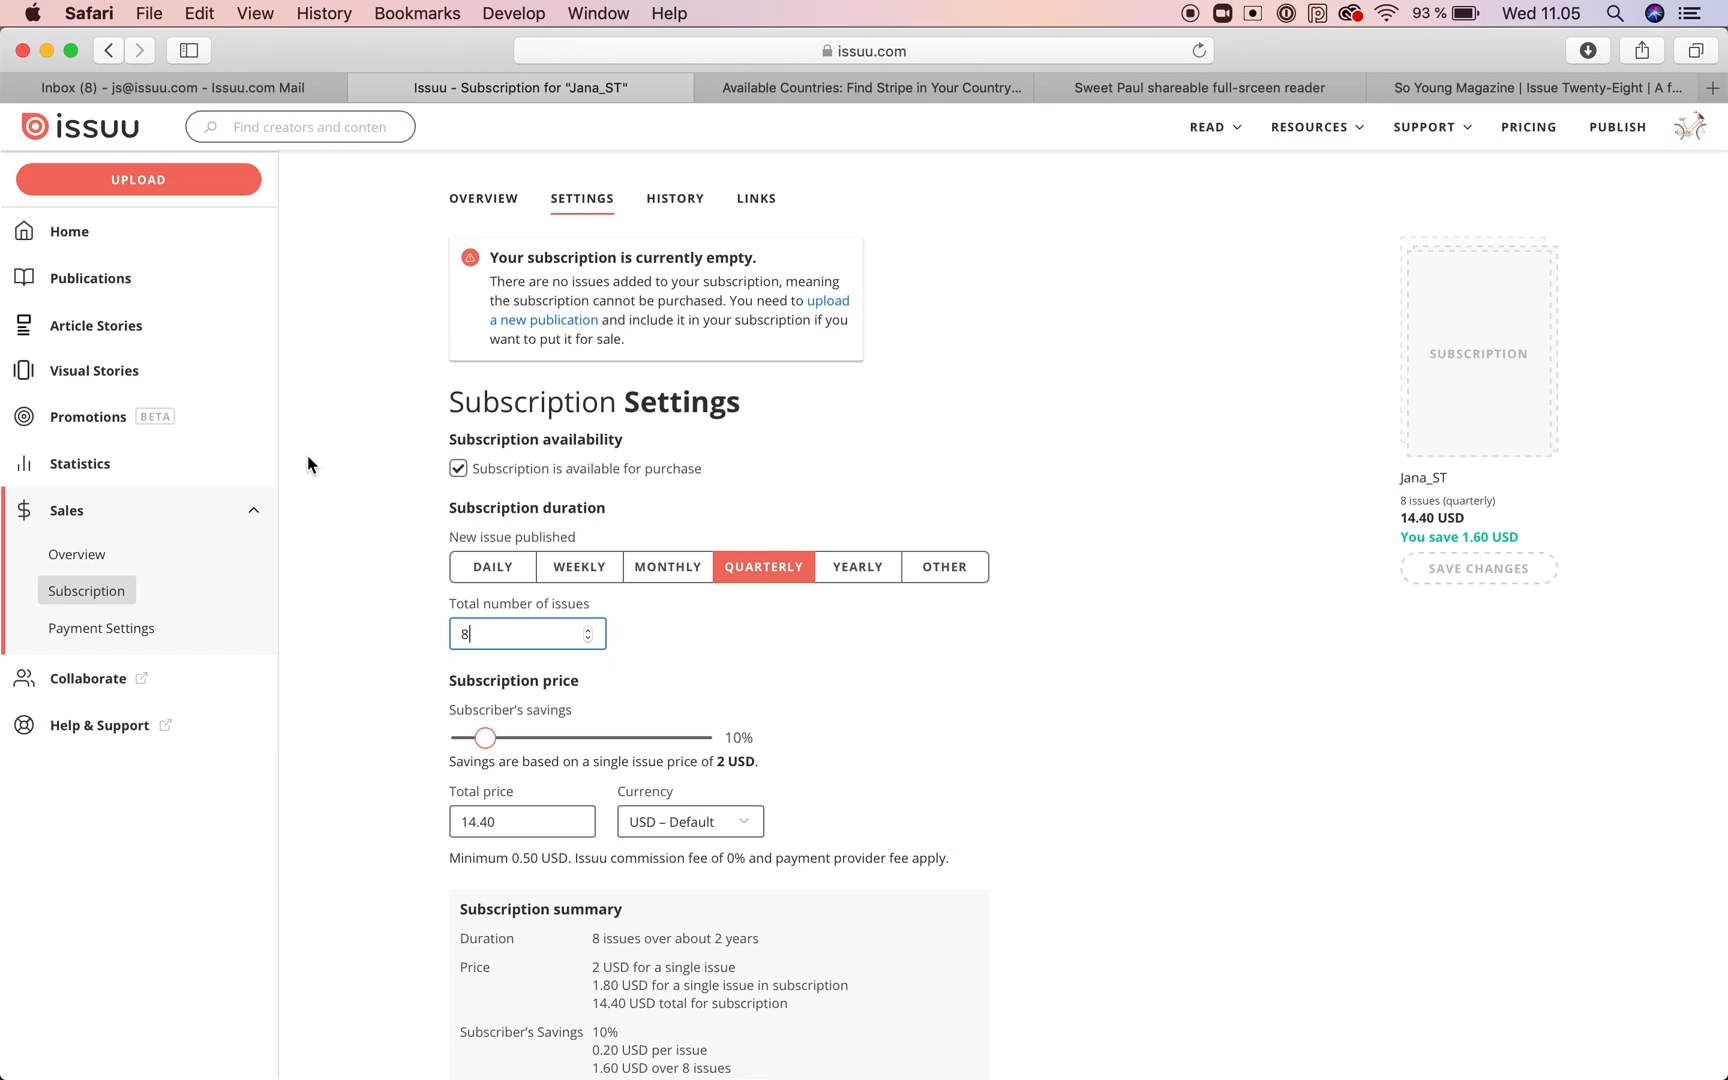 Safari File Edit View History Bookmarks Develop Window Help 93 % Wed 11.05
issuu.com
Inbox (8) - js@issuu.com - Issuu.com Mail
Issuu - Subscription for "Jana_ST"
Available Countries: Find Stripe in Your Country...
Sweet Paul shareable full-srceen reader
So Young Magazine | Issue Twenty-Eight | A f...
issuu
Find creators and conten
READ RESOURCES SUPPORT PRICING PUBLISH
UPLOAD
Home
Publications
Article Stories
Visual Stories
Promotions BETA
Statistics
Sales
Overview
Subscription
Payment Settings
Collaborate
Help & Support
OVERVIEW SETTINGS HISTORY LINKS
Your subscription is currently empty.
There are no issues added to your subscription, meaning
the subscription cannot be purchased. You need to upload
a new publication and include it in your subscription if you
want to put it for sale.
Subscription Settings
Subscription availability
Subscription is available for purchase
Subscription duration
New issue published
DAILY WEEKLY MONTHLY QUARTERLY YEARLY OTHER
Total number of issues
8
Subscription price
Subscriber's savings
10%
Savings are based on a single issue price of 2 USD.
Total price Currency
14.40 USD – Default
Minimum 0.50 USD. Issuu commission fee of 0% and payment provider fee apply.
Subscription summary
Duration 8 issues over about 2 years
Price 2 USD for a single issue
1.80 USD for a single issue in subscription
14.40 USD total for subscription
Subscriber's Savings 10%
0.20 USD per issue
1.60 USD over 8 issues
SUBSCRIPTION
Jana_ST
8 issues (quarterly)
14.40 USD
You save 1.60 USD
SAVE CHANGES